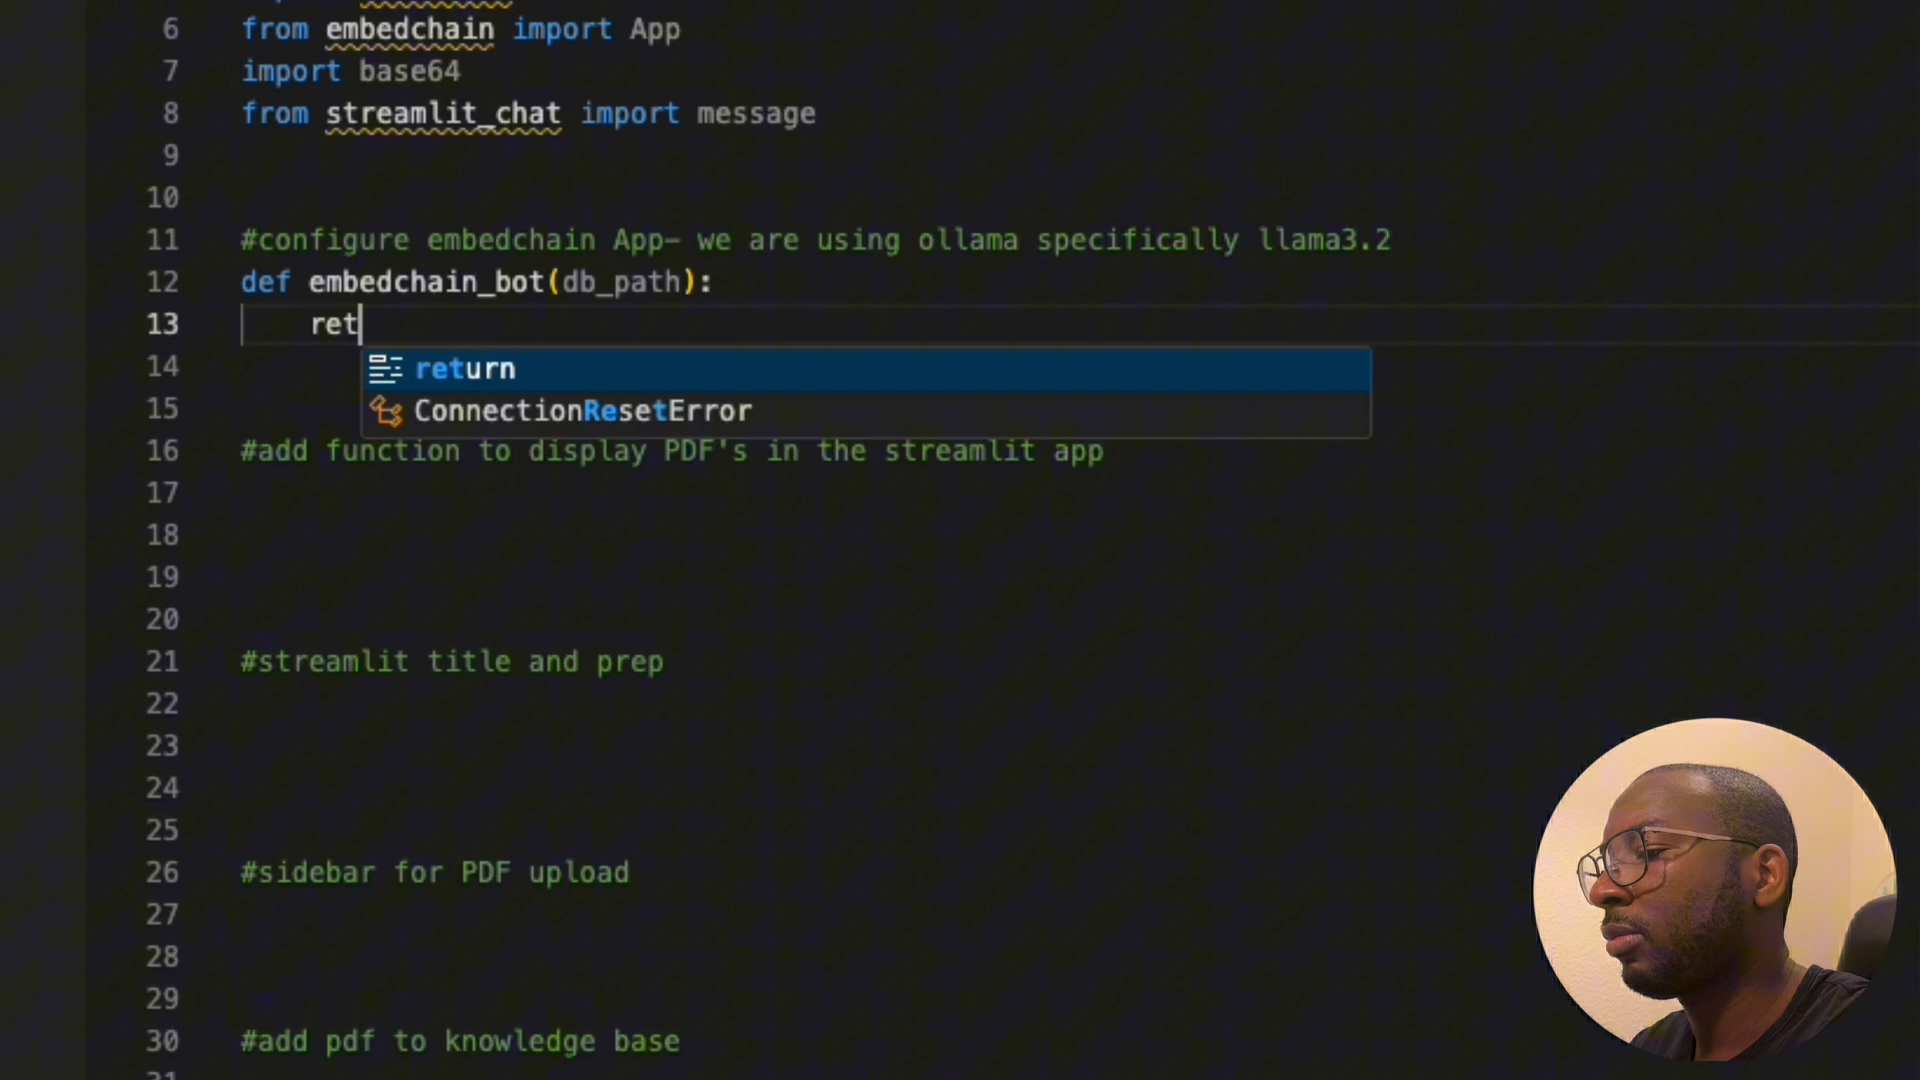 6 from embedchain import App
7 import base64
8 from streamlit_chat import message
9
10
11 #configure embedchain App– we are using ollama specifically llama3.2
12 def embedchain_bot(db_path):
13 ret
14 return
15 ConnectionResetError
16 #add function to display PDF's in the streamlit app
17
18
19
20
21 #streamlit title and prep
22
23
24
25
26 #sidebar for PDF upload
27
28
29
30 #add pdf to knowledge base